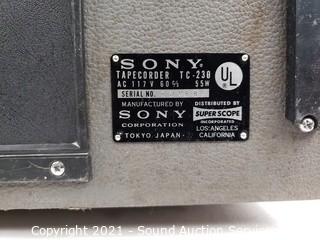 SONY®
TAPECORDER TC-230
AC 117V 60 c/s 55W
SERIAL NO.
UL
MANUFACTURED BY
SONY
CORPORATION
TOKYO JAPAN
DISTRIBUTED BY
SUPERSCOPE
INCORPORATED
LOS ANGELES
CALIFORNIA
Copyright 2021 - Sound Auction Service